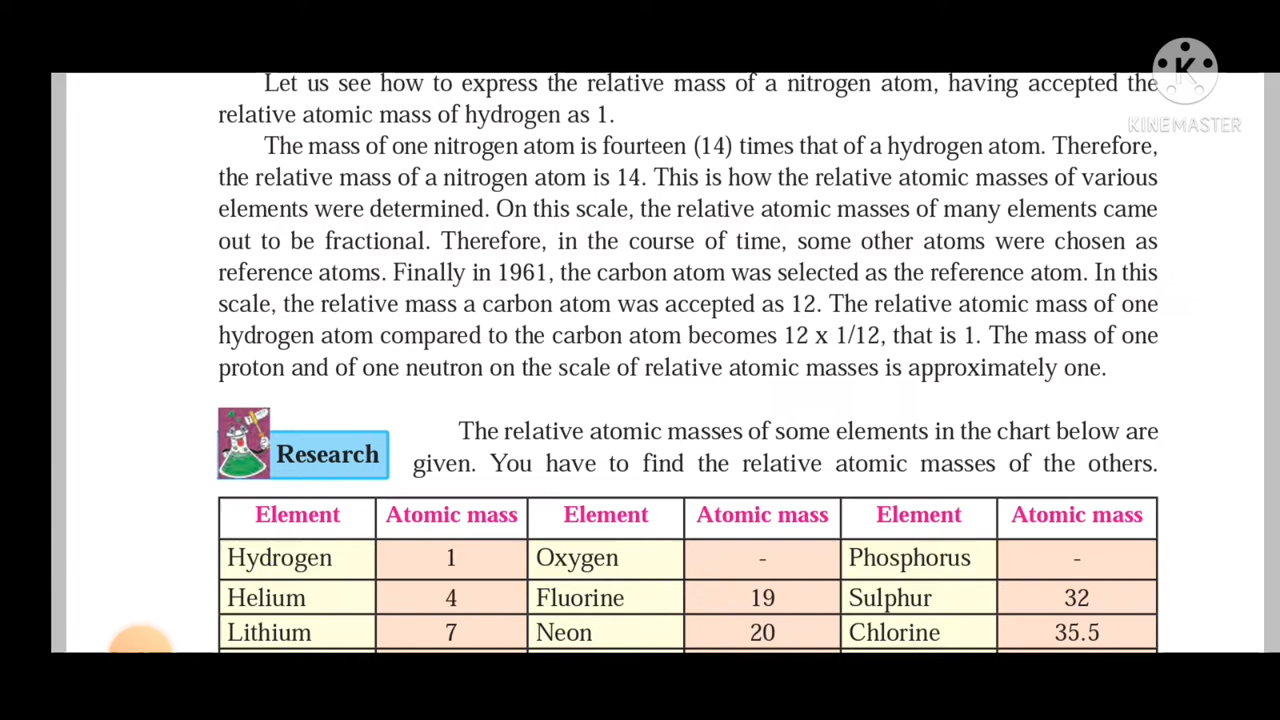 Let us see how to express the relative mass of a nitrogen atom, having accepted the
relative atomic mass of hydrogen as 1.
KINEMASTER
The mass of one nitrogen atom is fourteen (14) times that of a hydrogen atom. Therefore,
the relative mass of a nitrogen atom is 14. This is how the relative atomic masses of various
elements were determined. On this scale, the relative atomic masses of many elements came
out to be fractional. Therefore, in the course of time, some other atoms were chosen as
reference atoms. Finally in 1961, the carbon atom was selected as the reference atom. In this
scale, the relative mass a carbon atom was accepted as 12. The relative atomic mass of one
hydrogen atom compared to the carbon atom becomes 12 x 1/12, that is 1. The mass of one
proton and of one neutron on the scale of relative atomic masses is approximately one.
Research
The relative atomic masses of some elements in the chart below are
given. You have to find the relative atomic masses of the others.
Element Atomic mass Element Atomic mass Element Atomic mass
Hydrogen 1 Oxygen - Phosphorus -
Helium 4 Fluorine 19 Sulphur 32
Lithium 7 Neon 20 Chlorine 35.5